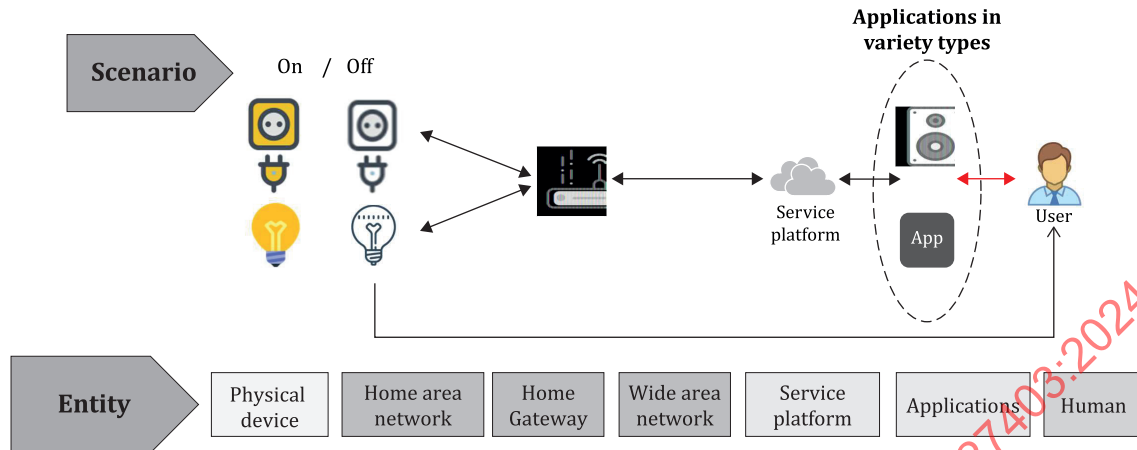 Applications in
variety types
Scenario
On / Off
Service
platform
App
User
Entity
Physical
device
Home area
network
Home
Gateway
Wide area
network
Service
platform
Applications
Human
27403:2024